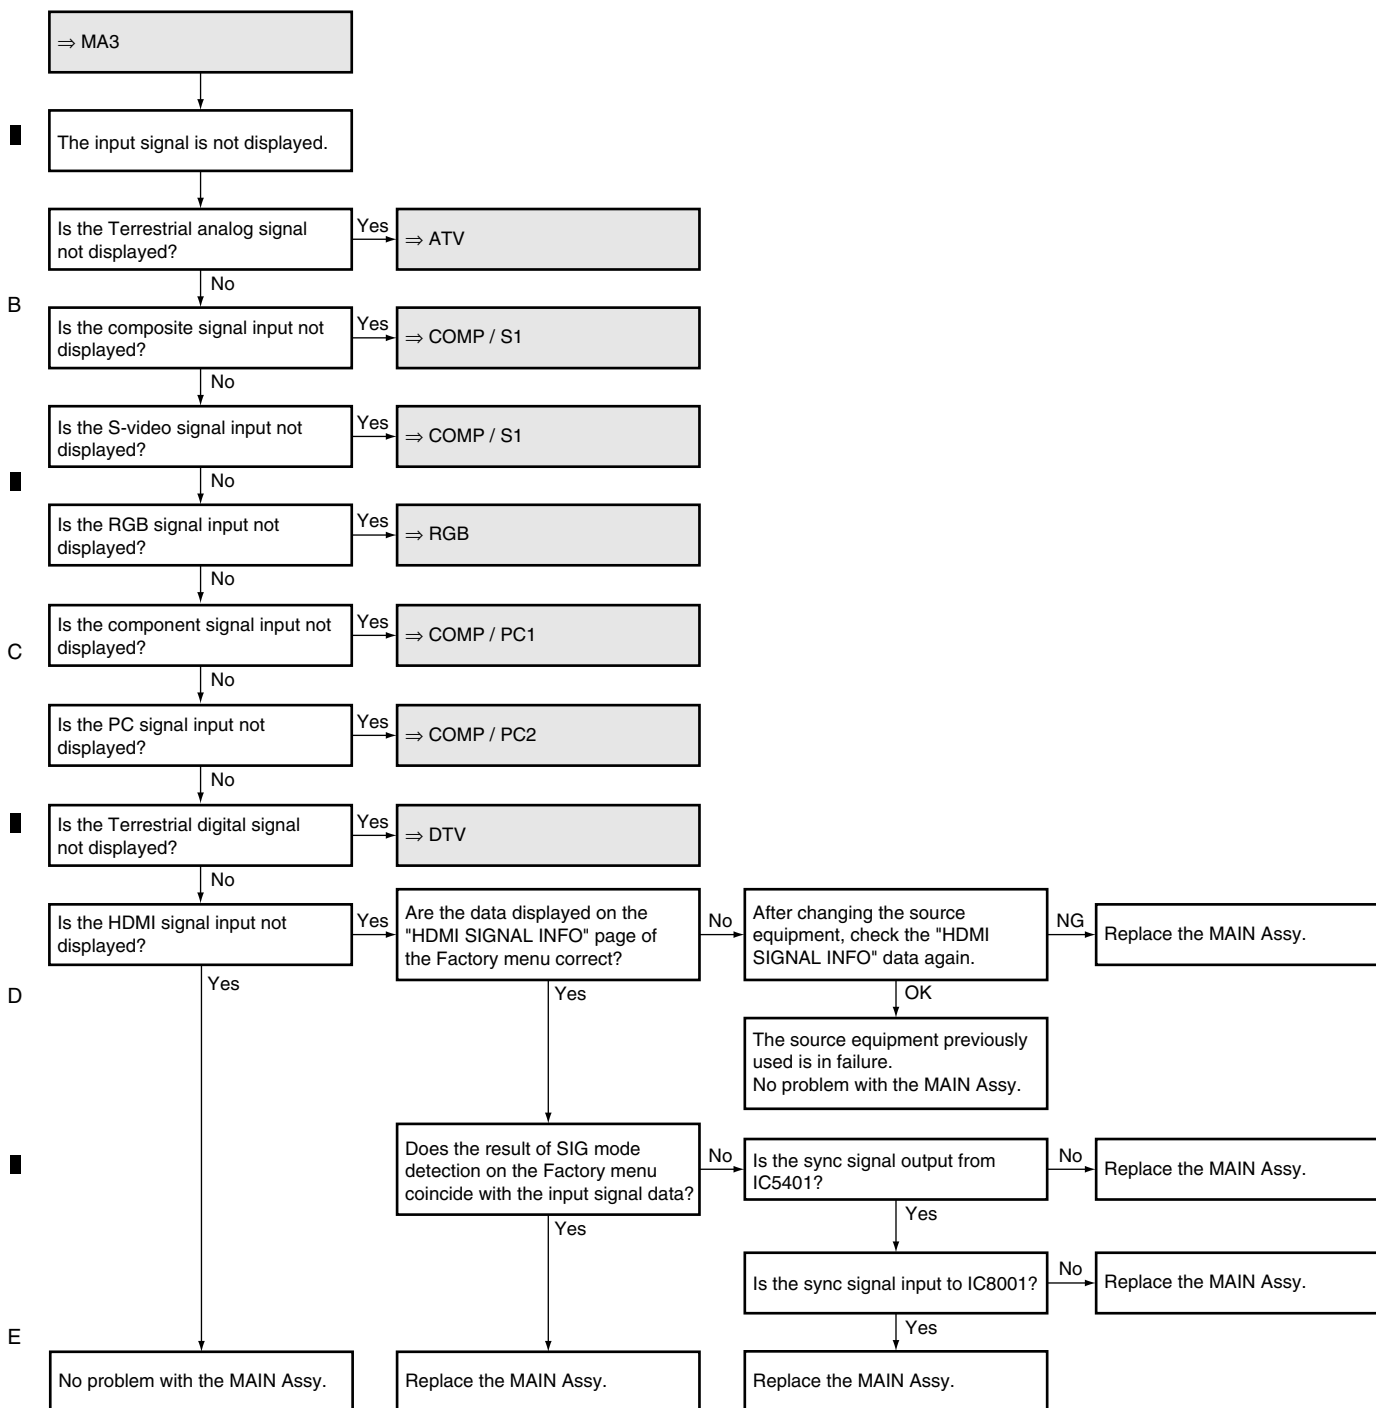 ⇒ MA3
The input signal is not displayed.
Is the Terrestrial analog signal
not displayed?
Yes
⇒ ATV
No
B
Is the composite signal input not
displayed?
Yes
⇒ COMP / S1
No
Is the S-video signal input not
displayed?
Yes
⇒ COMP / S1
No
Is the RGB signal input not
displayed?
Yes
⇒ RGB
No
Is the component signal input not
displayed?
Yes
⇒ COMP / PC1
C
No
Is the PC signal input not
displayed?
Yes
⇒ COMP / PC2
No
Is the Terrestrial digital signal
not displayed?
Yes
⇒ DTV
No
Is the HDMI signal input not
displayed?
Yes
Are the data displayed on the
"HDMI SIGNAL INFO" page of
the Factory menu correct?
No
After changing the source
equipment, check the "HDMI
SIGNAL INFO" data again.
NG
Replace the MAIN Assy.
D
Yes
Yes
OK
The source equipment previously
used is in failure.
No problem with the MAIN Assy.
Does the result of SIG mode
detection on the Factory menu
coincide with the input signal data?
No
Is the sync signal output from
IC5401?
No
Replace the MAIN Assy.
Yes
Yes
Is the sync signal input to IC8001?
No
Replace the MAIN Assy.
Yes
E
No problem with the MAIN Assy.
Replace the MAIN Assy.
Replace the MAIN Assy.